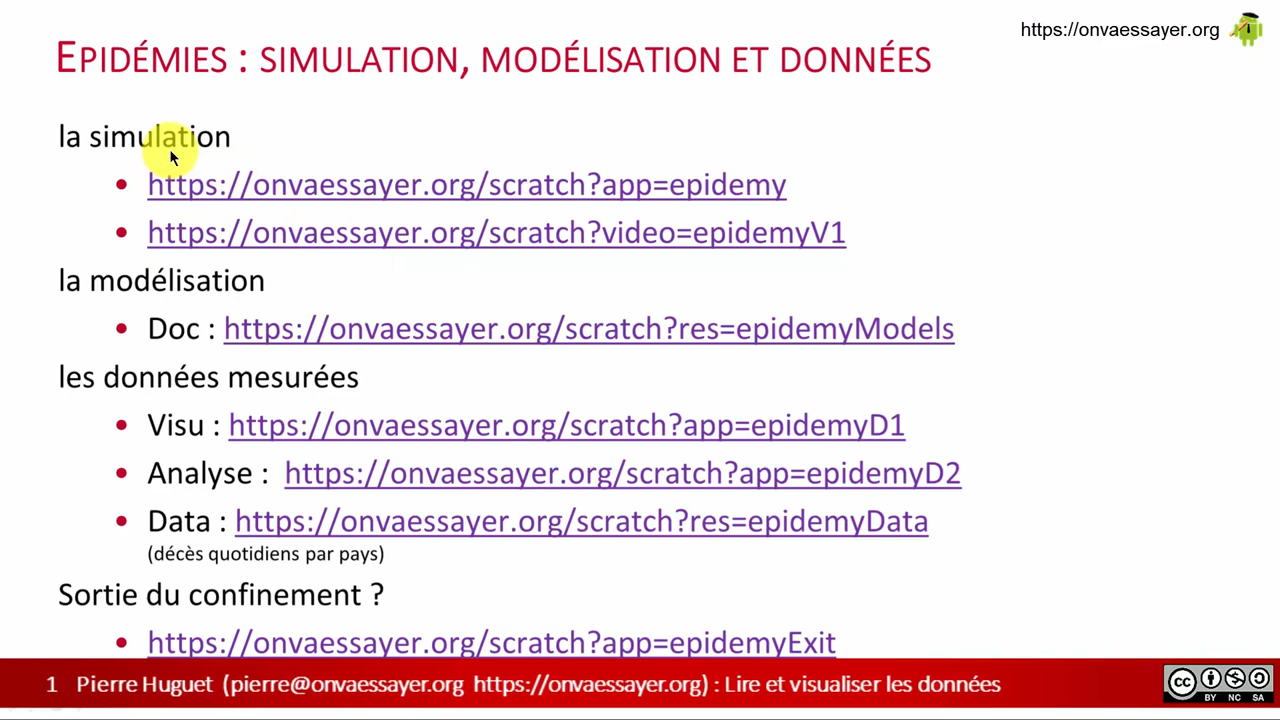 https://onvaessayer.org
EPIDÉMIES : SIMULATION, MODÉLISATION ET DONNÉES
la simulation
• https://onvaessayer.org/scratch?app=epidemy
• https://onvaessayer.org/scratch?video=epidemyV1
la modélisation
• Doc : https://onvaessayer.org/scratch?res=epidemyModels
les données mesurées
• Visu : https://onvaessayer.org/scratch?app=epidemyD1
• Analyse : https://onvaessayer.org/scratch?app=epidemyD2
• Data : https://onvaessayer.org/scratch?res=epidemyData
(décès quotidiens par pays)
Sortie du confinement ?
• https://onvaessayer.org/scratch?app=epidemyExit
1 Pierre Huguet (pierre@onvaessayer.org https://onvaessayer.org) : Lire et visualiser les données
cc BY NC SA